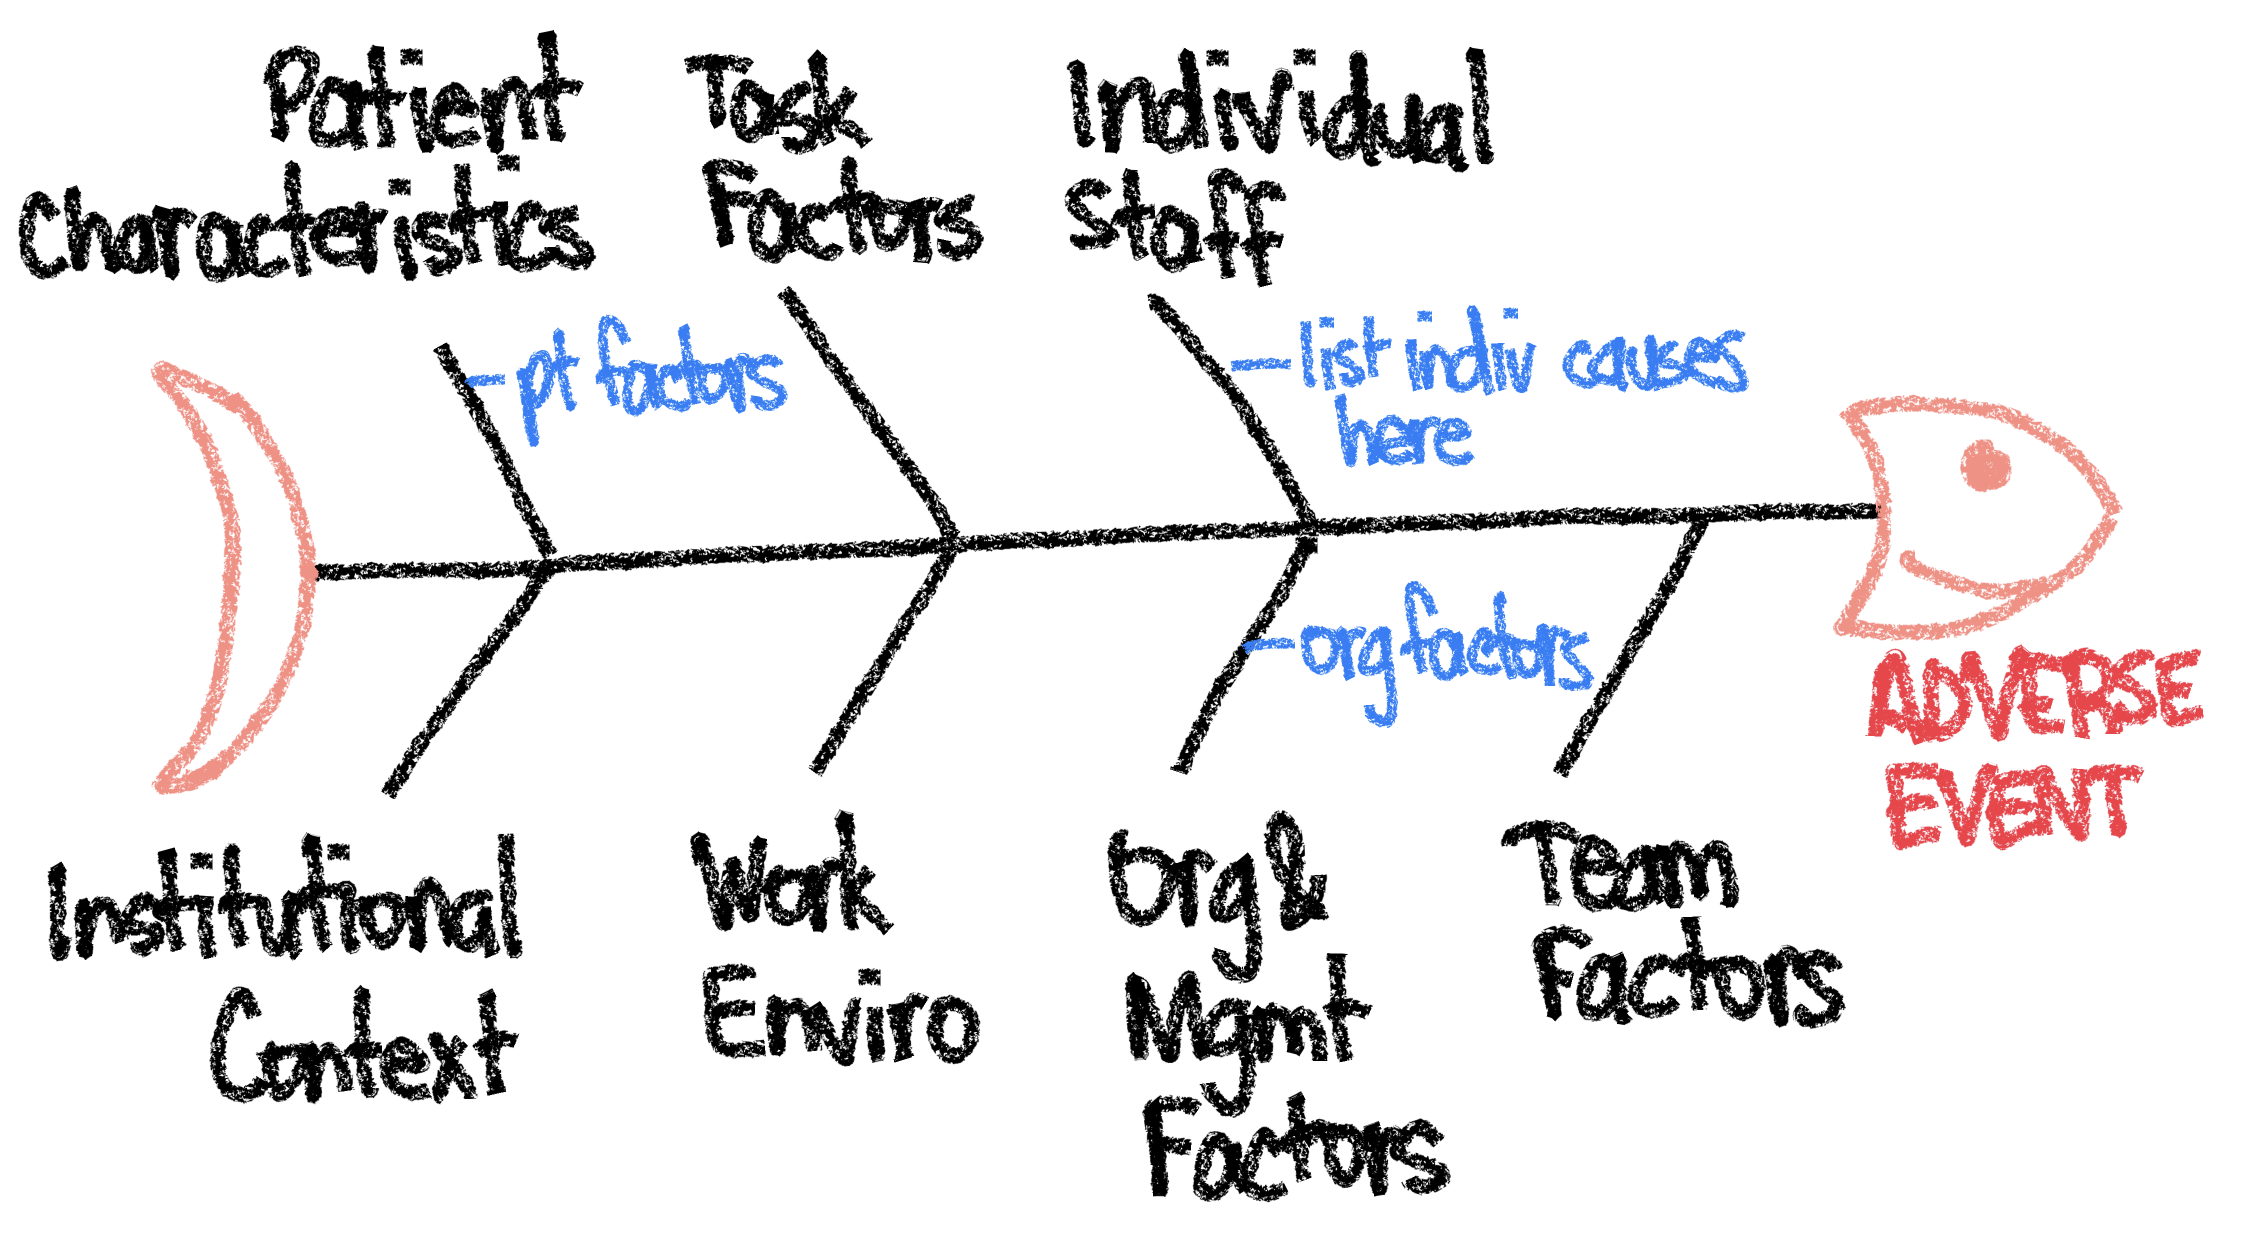 Patient
Characteristics
Task
Factors
Individual
Staff
pt factors
list indiv causes
here
org factors
ADVERSE
EVENT
Institutional
Context
Work
Enviro
Org &
Mgmt
Factors
Team
Factors